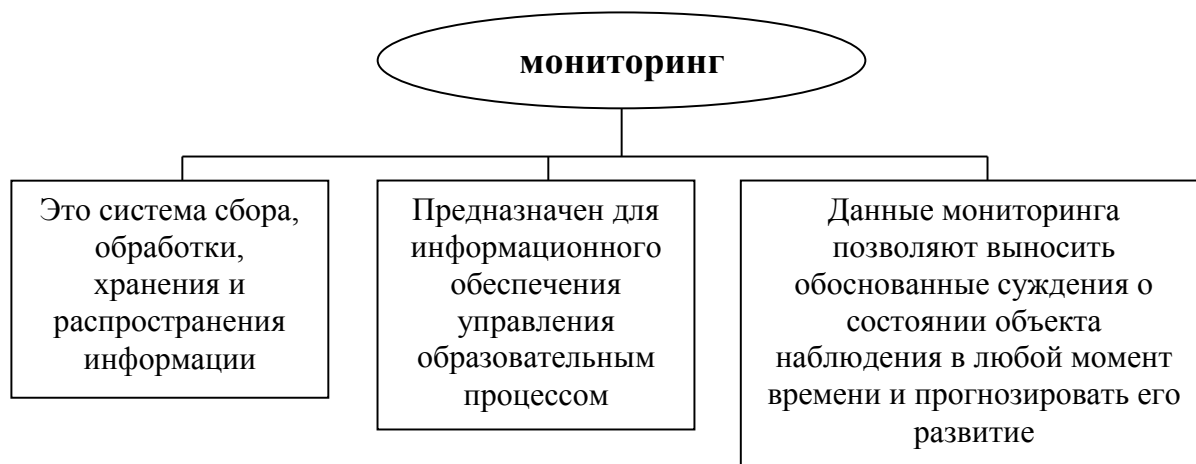 мониторинг
Это система сбора,
обработки,
хранения и
распространения
информации
Предназначен для
информационного
обеспечения
управления
образовательным
процессом
Данные мониторинга
позволяют выносить
обоснованные суждения о
состоянии объекта
наблюдения в любой момент
времени и прогнозировать его
развитие